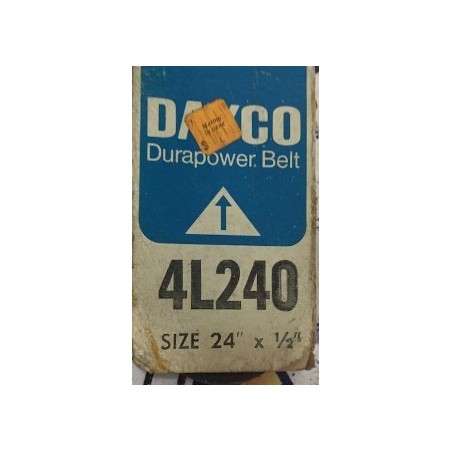 DAYCO
Durapower Belt
4L240
SIZE 24" x 1/2"